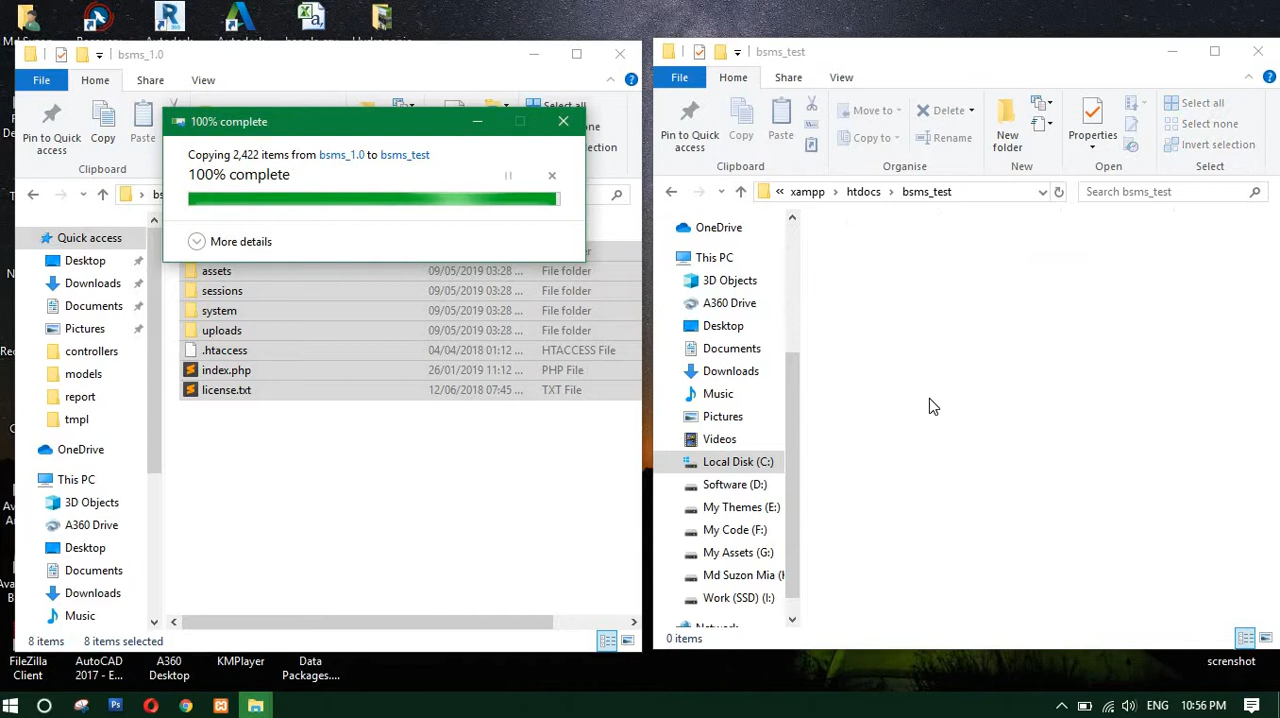 bsms_1.0
File Home Share View
Pin to Quick access
Copy
Paste
Clipboard
Select all
100% complete
Copying 2,422 items from bsms_1.0 to bsms_test
100% complete
More details
Quick access
Desktop
Downloads
Documents
Pictures
controllers
models
report
tmpl
OneDrive
This PC
3D Objects
A360 Drive
Desktop
Documents
Downloads
Music
assets 09/05/2019 03:28 ... File folder
sessions 09/05/2019 03:28 ... File folder
system 09/05/2019 03:28 ... File folder
uploads 09/05/2019 03:28 ... File folder
.htaccess 04/04/2018 01:12 ... HTACCESS File
index.php 26/01/2019 11:12 ... PHP File
license.txt 12/06/2018 07:45 ... TXT File
8 items 8 items selected
bsms_test
File Home Share View
Pin to Quick access
Copy
Paste
Clipboard
Move to
Copy to
Delete
Rename
Organise
New folder
New
Properties
Open
Select all
Select none
Invert selection
Select
« xampp › htdocs › bsms_test
Search bsms_test
OneDrive
This PC
3D Objects
A360 Drive
Desktop
Documents
Downloads
Music
Pictures
Videos
Local Disk (C:)
Software (D:)
My Themes (E:)
My Code (F:)
My Assets (G:)
Md Suzon Mia (H
Work (SSD) (I:)
0 items
FileZilla Client
AutoCAD 2017 - E...
A360 Desktop
KMPlayer
Data Packages....
screnshot
ENG 10:56 PM